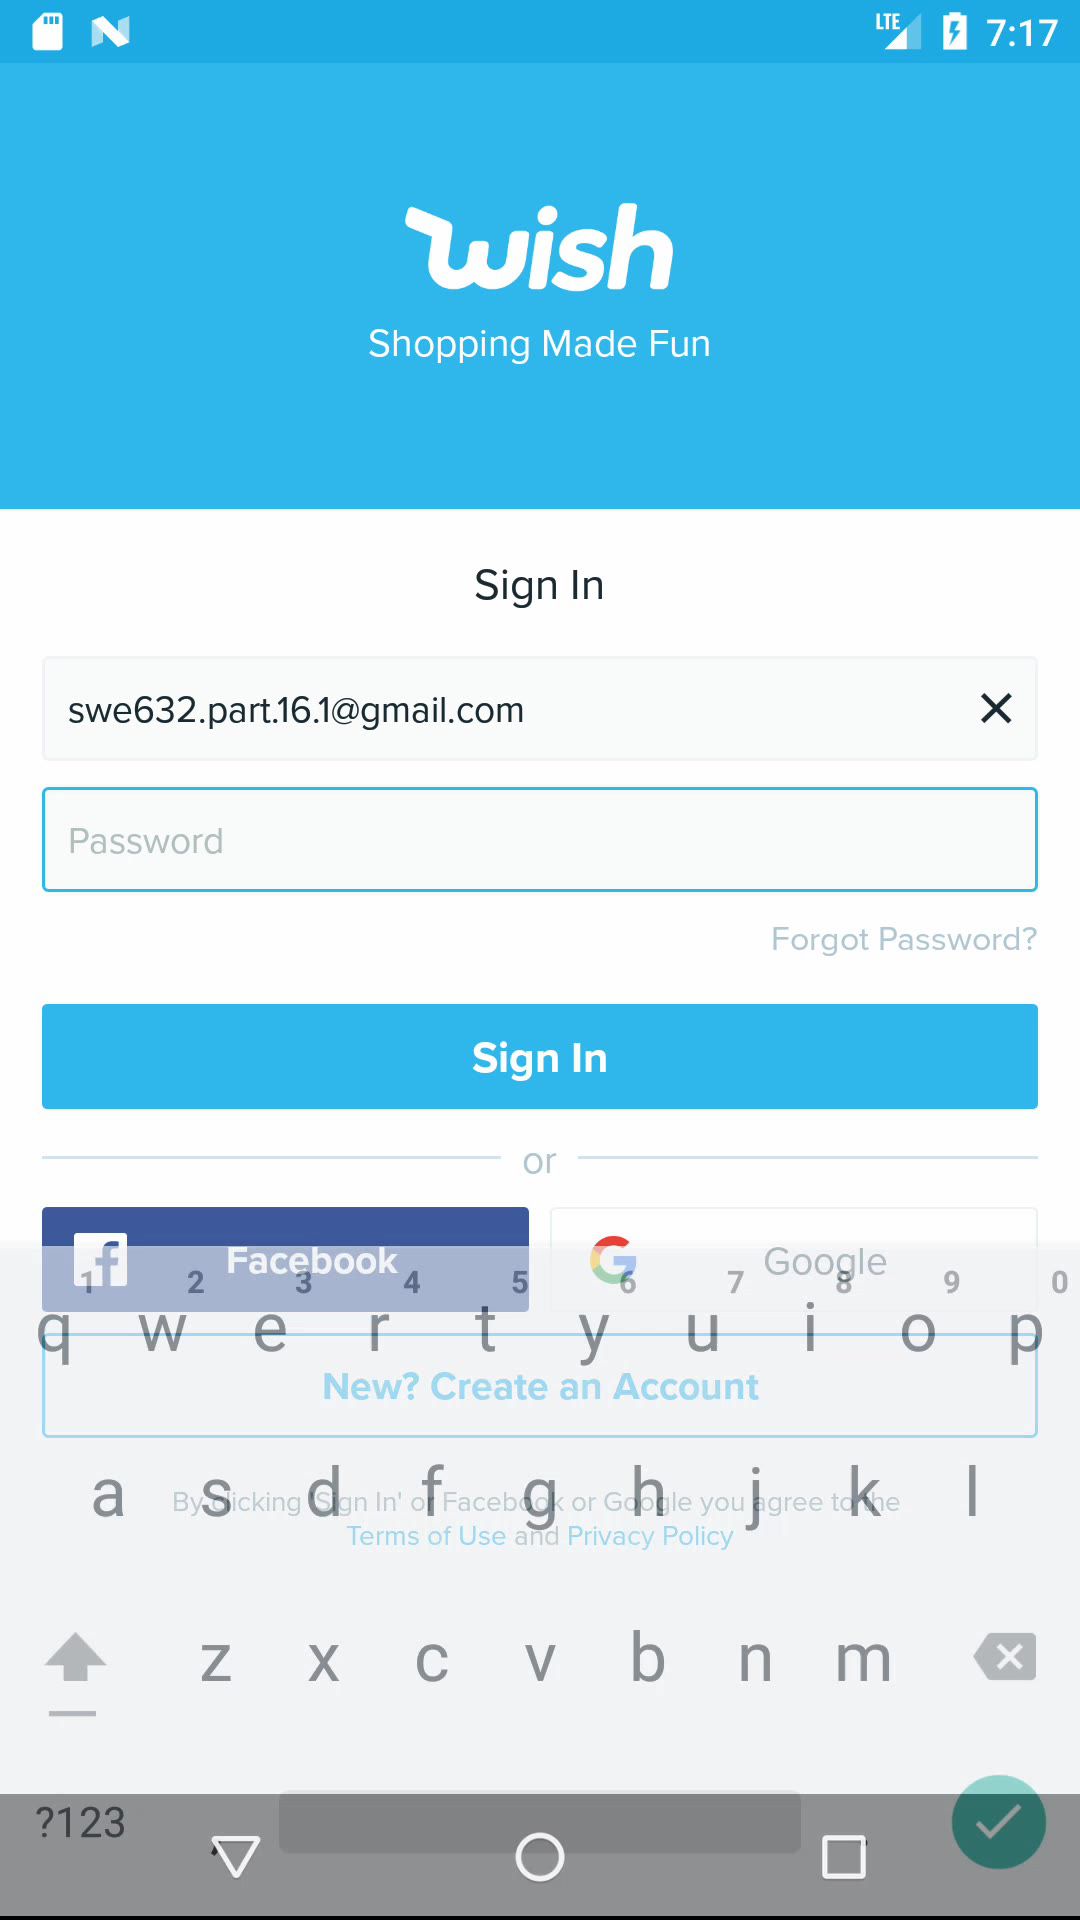 LTE 7:17
wish
Shopping Made Fun
Sign In
swe632.part.16.1@gmail.com
Password
Forgot Password?
Sign In
or
Facebook Google
1 2 3 4 5 6 7 8 9 0
q w e r t y u i o p
New? Create an Account
a s d f g h j k l
By clicking 'Sign In' or Facebook or Google you agree to the
Terms of Use and Privacy Policy
z x c v b n m
?123